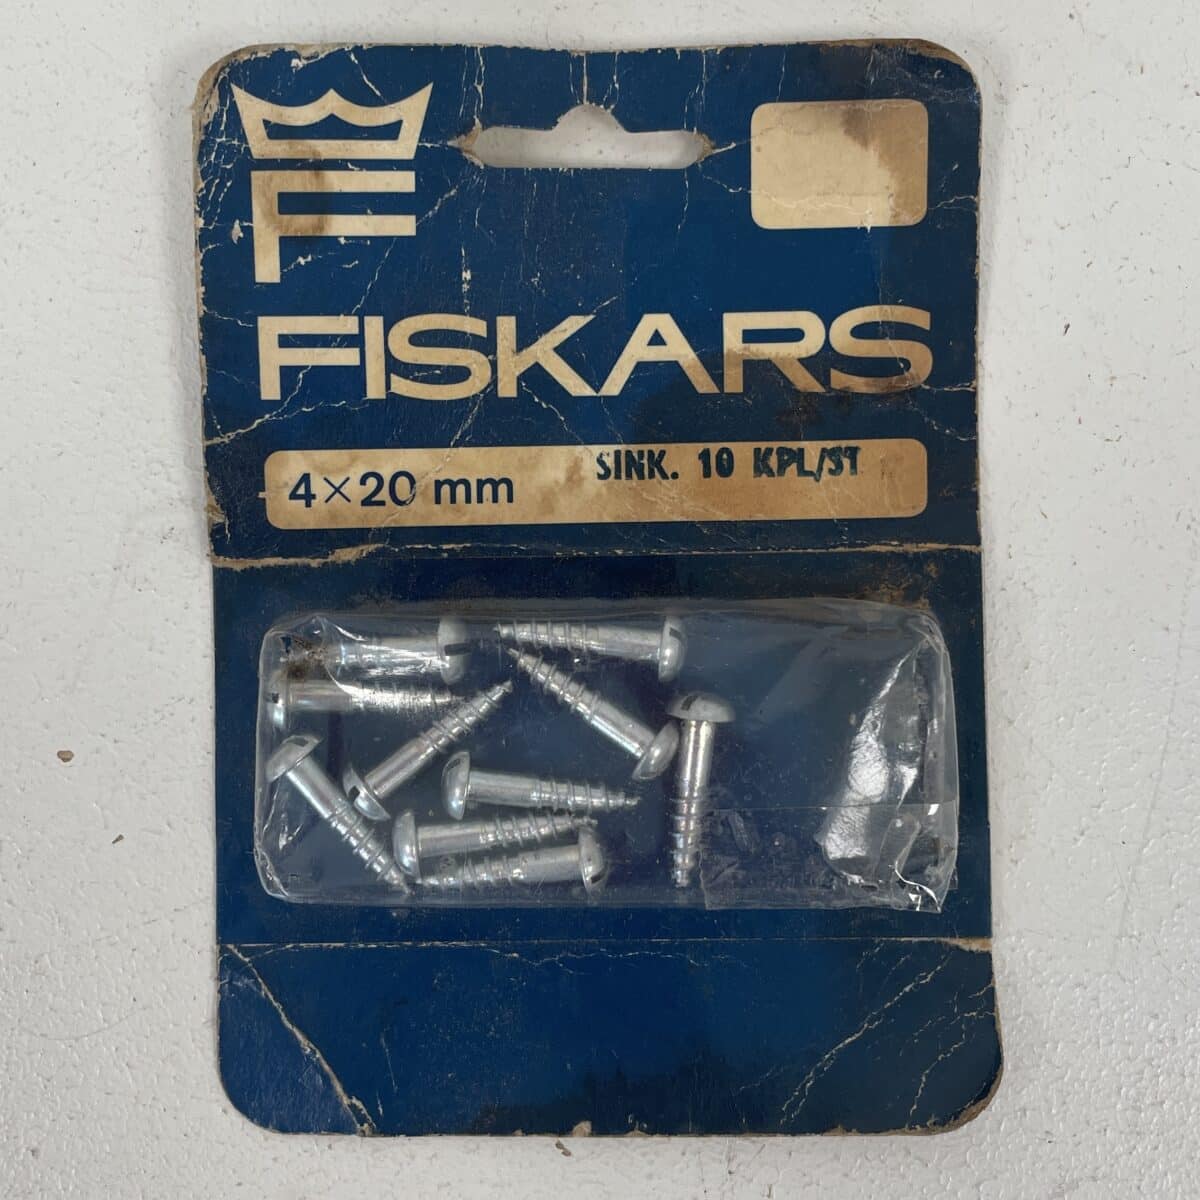 F
FISKARS
4×20 mm SINK. 10 KPL/ST